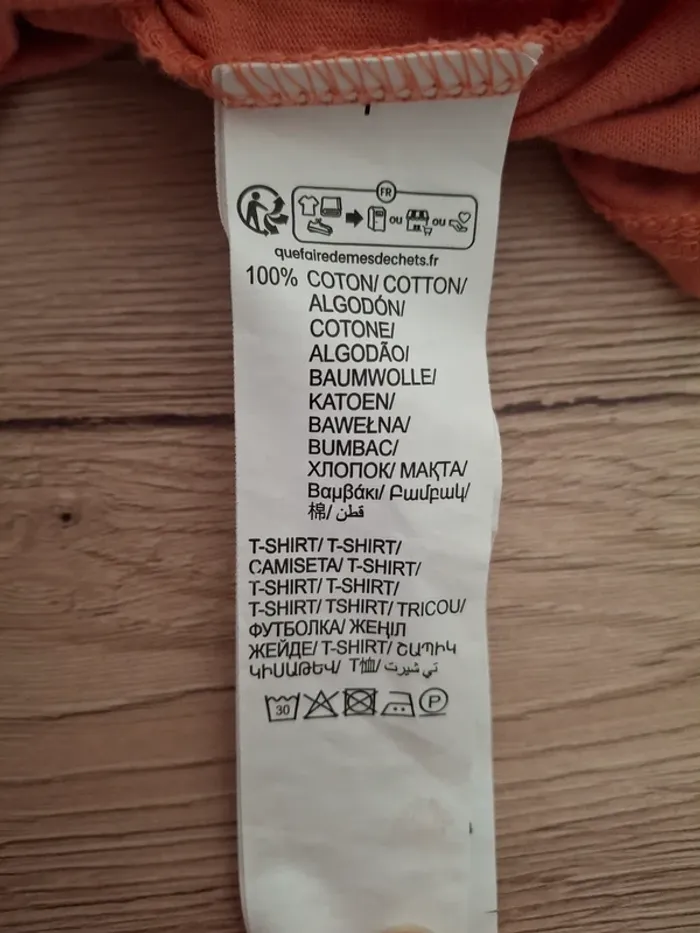 FR
OU OU
quefairedemesdechets.fr
100% COTON/ COTTON/
ALGODÓN/
COTONE/
ALGODÃO/
BAUMWOLLE/
KATOEN/
BAWEŁNA/
BUMBAC/
ХЛОПОК/ МАҚТА/
Βαμβάκι/ Բամբակ/
棉/ قطن
T-SHIRT/ T-SHIRT/
CAMISETA/ T-SHIRT/
T-SHIRT/ T-SHIRT/
T-SHIRT/ TSHIRT/ TRICOU/
ФУТБОЛКА/ ЖЕҢІЛ
ЖЕЙДЕ/ T-SHIRT/ ՇԱՊԻԿ
ԿԻՍԱԹԵՎ/ T恤/ تي شيرت
30 P